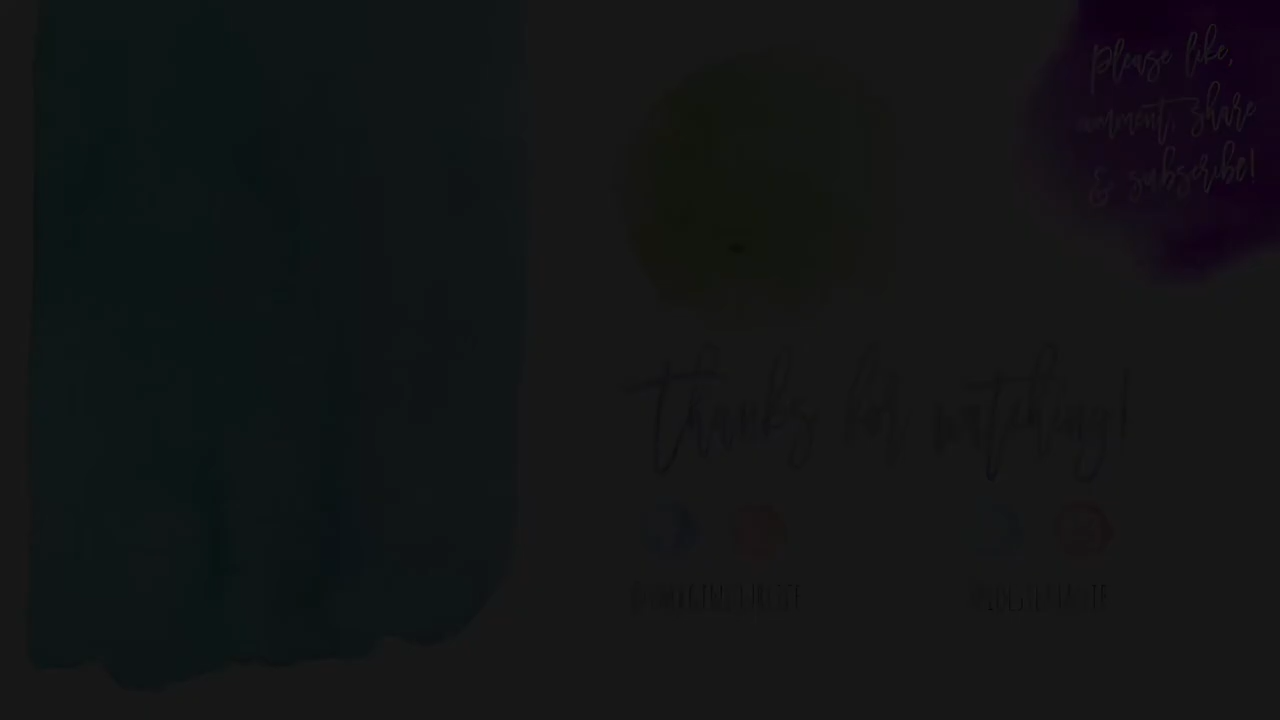 Please like,
comment, share
& subscribe!
thanks for watching!